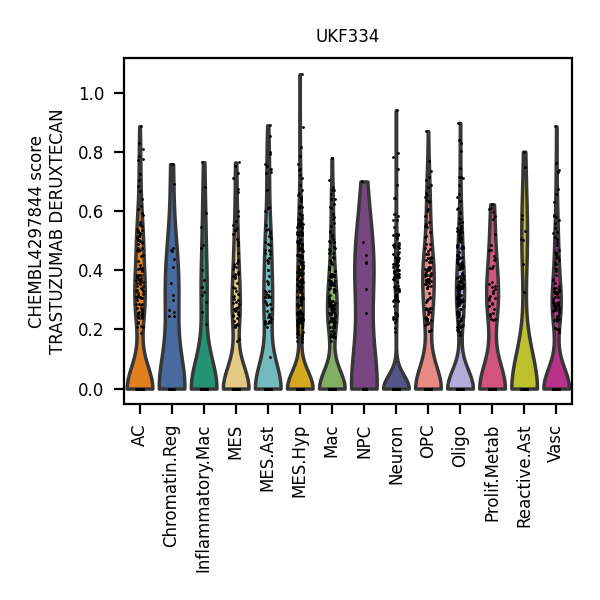 UKF334
CHEMBL4297844 score
TRASTUZUMAB DERUXTECAN
1.0
0.8
0.6
0.4
0.2
0.0
AC
Chromatin.Reg
Inflammatory.Mac
MES
MES.Ast
MES.Hyp
Mac
NPC
Neuron
OPC
Oligo
Prolif.Metab
Reactive.Ast
Vasc